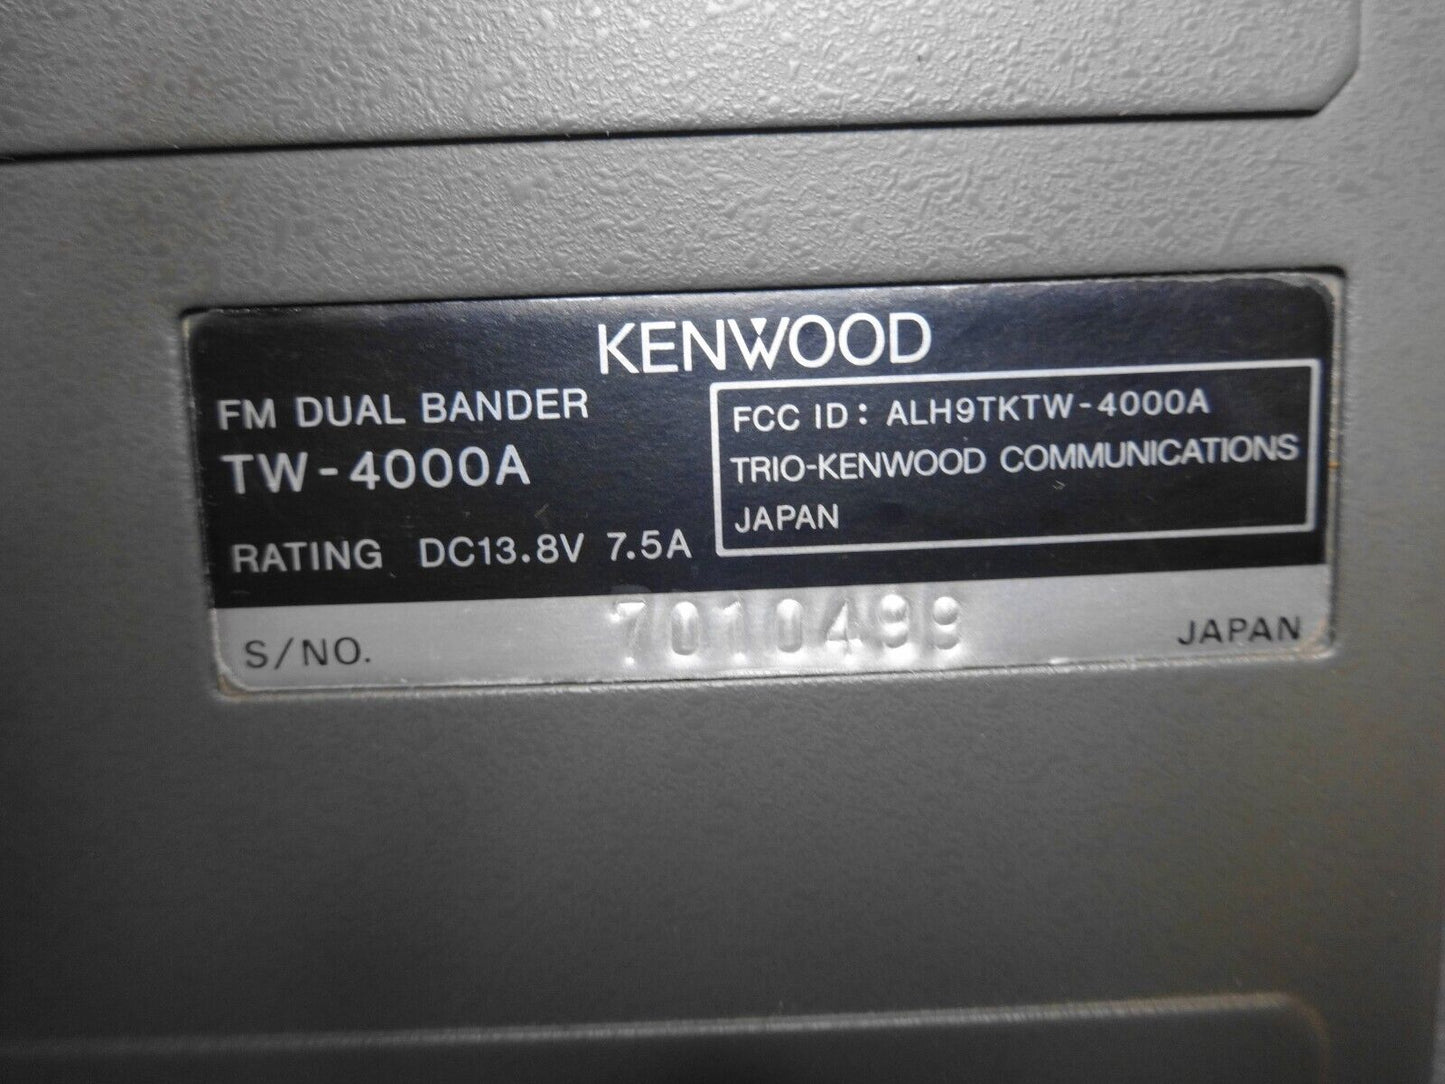 KENWOOD
FM DUAL BANDER
TW-4000A
RATING DC13.8V 7.5A
FCC ID: ALH9TKTW-4000A
TRIO-KENWOOD COMMUNICATIONS
JAPAN
S/NO. 7010499 JAPAN